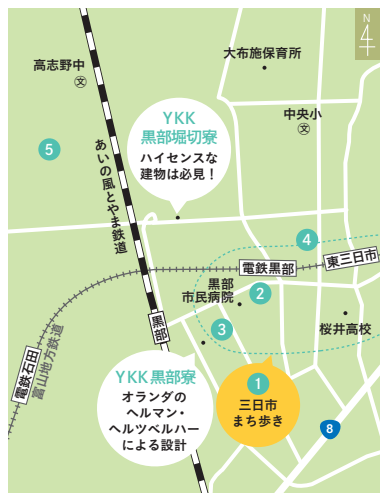 N
4
大布施保育所
高志野中
文
中央小
文
YKK
黒部堀切寮
ハイセンスな
建物は必見！
5
あいの風とやま鉄道
4
東三日市
電鉄黒部
黒部
市民病院
2
3
黒部
桜井高校
電鉄石田
富山地方鉄道
YKK黒部寮
オランダの
ヘルマン・
ヘルツベルハー
による設計
1
三日市
まち歩き
8